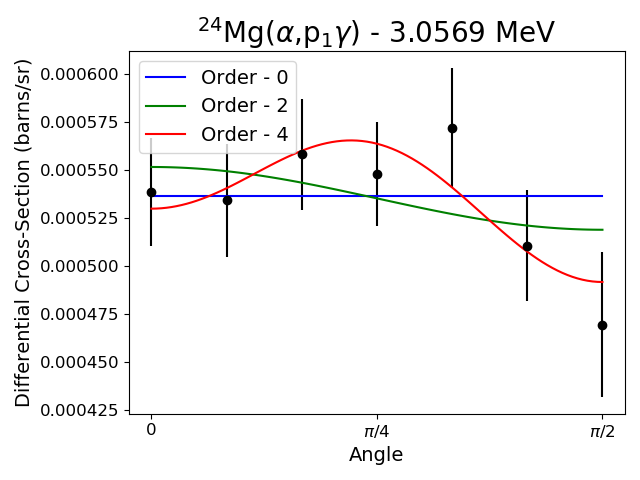 ²⁴Mg(α,p₁γ) - 3.0569 MeV
Order - 0
Order - 2
Order - 4
Differential Cross-Section (barns/sr)
0.000600
0.000575
0.000550
0.000525
0.000500
0.000475
0.000450
0.000425
0 π/4 π/2
Angle